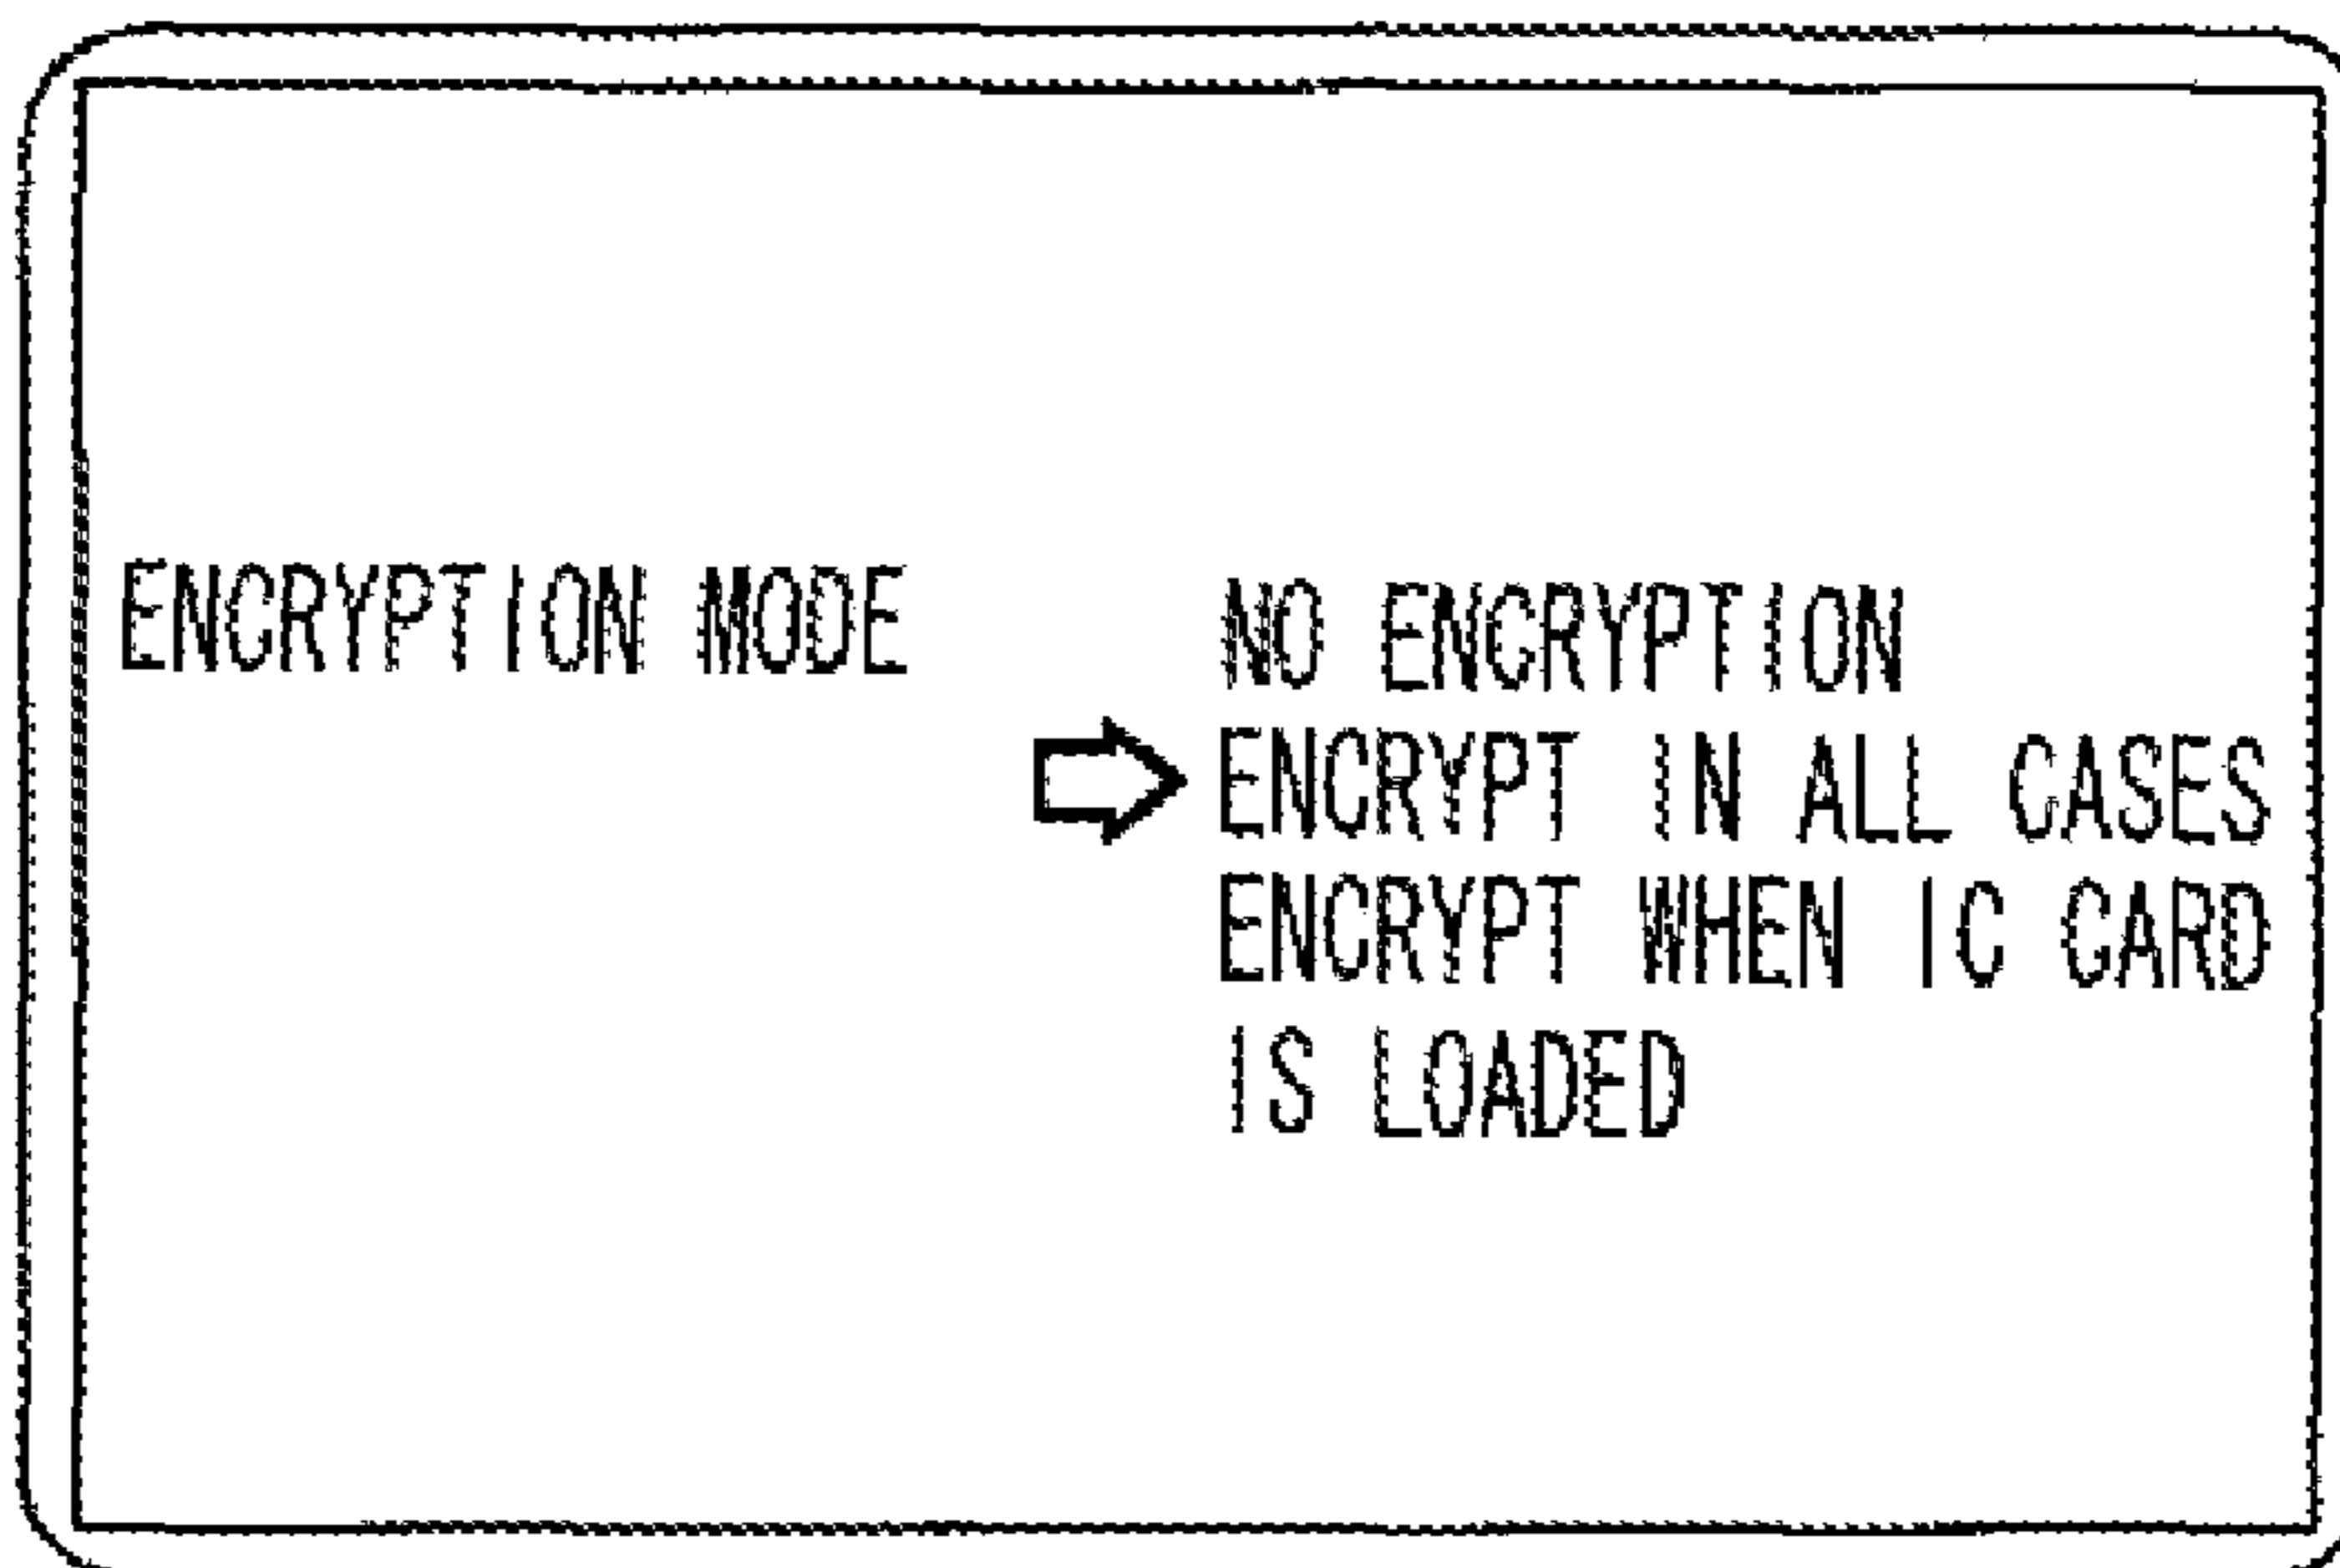 ENCRYPTION MODE
NO ENCRYPTION
ENCRYPT IN ALL CASES
ENCRYPT WHEN IC CARD
IS LOADED